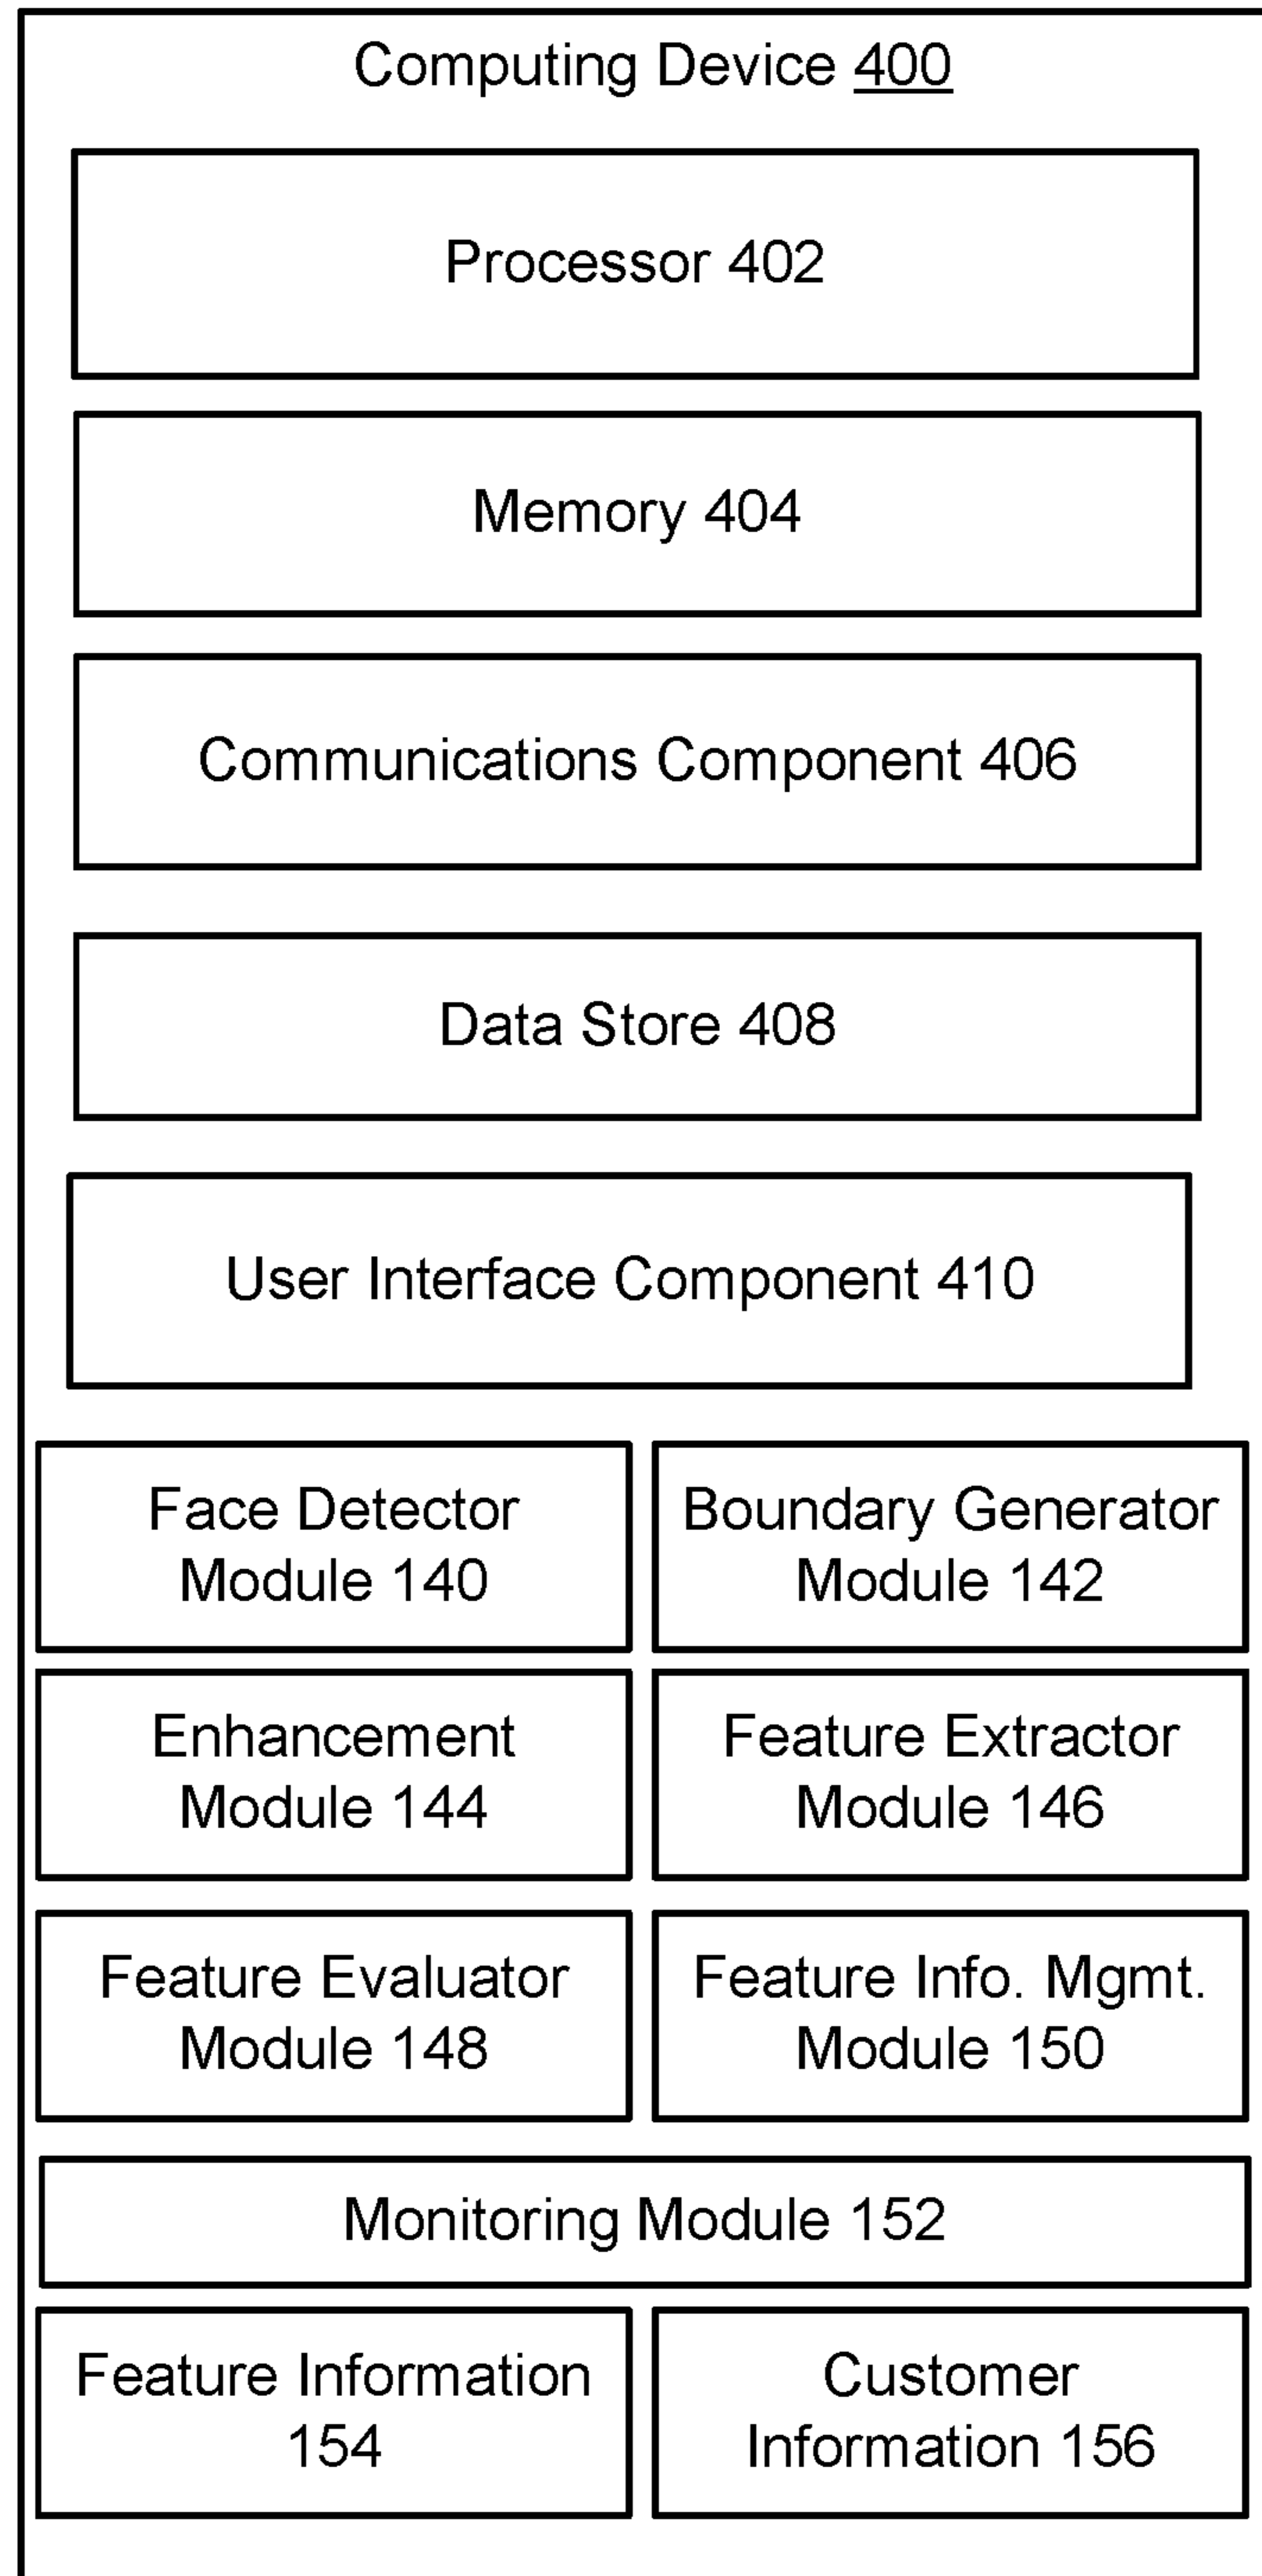 Computing Device 400
Processor 402
Memory 404
Communications Component 406
Data Store 408
User Interface Component 410
Face Detector
Module 140
Boundary Generator
Module 142
Enhancement
Module 144
Feature Extractor
Module 146
Feature Evaluator
Module 148
Feature Info. Mgmt.
Module 150
Monitoring Module 152
Feature Information
154
Customer
Information 156